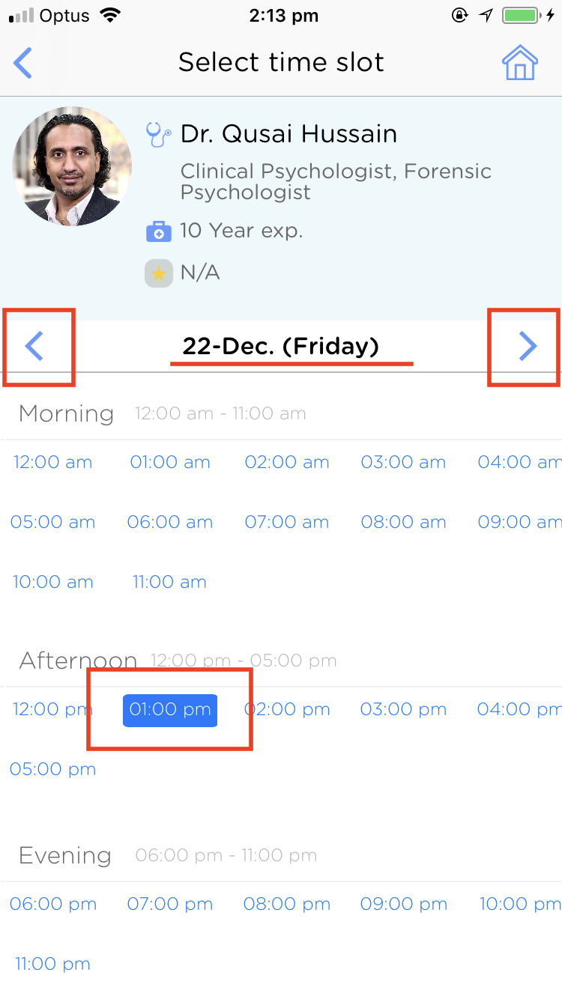 Optus 2:13 pm
Select time slot
Dr. Qusai Hussain
Clinical Psychologist, Forensic
Psychologist
10 Year exp.
N/A
22-Dec. (Friday)
Morning 12:00 am - 11:00 am
12:00 am 01:00 am 02:00 am 03:00 am 04:00 am
05:00 am 06:00 am 07:00 am 08:00 am 09:00 am
10:00 am 11:00 am
Afternoon 12:00 pm - 05:00 pm
12:00 pm 01:00 pm 02:00 pm 03:00 pm 04:00 pm
05:00 pm
Evening 06:00 pm - 11:00 pm
06:00 pm 07:00 pm 08:00 pm 09:00 pm 10:00 pm
11:00 pm